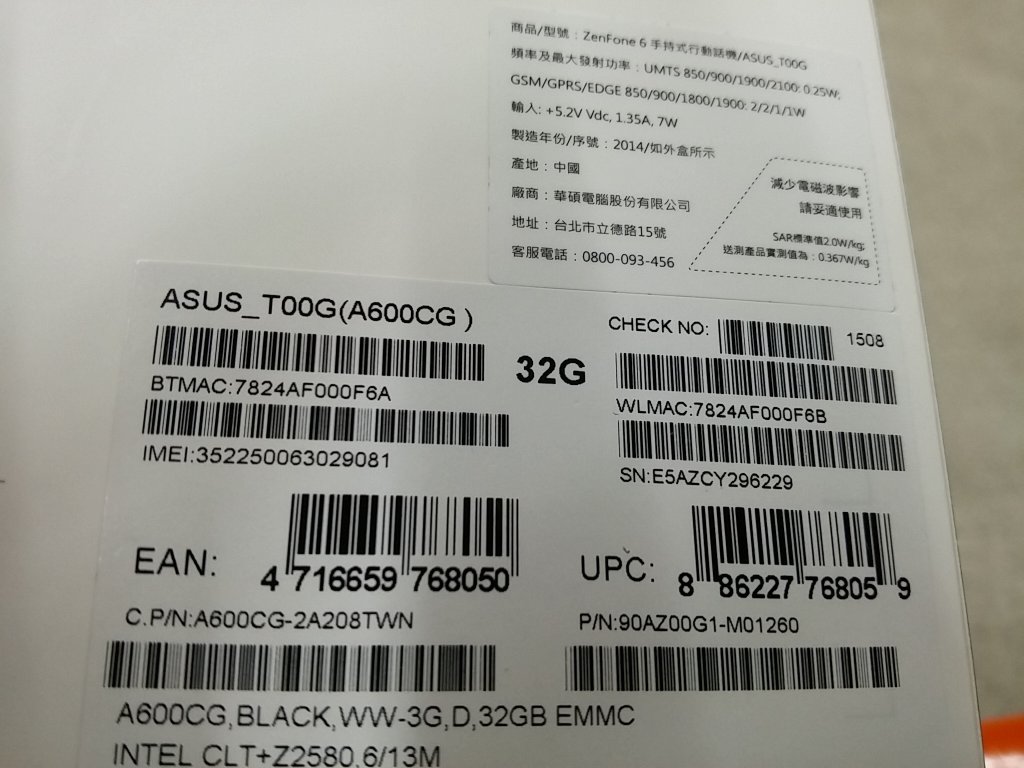 商品/型號：ZenFone 6 手持式行動話機/ASUS_T00G
頻率及最大發射功率：UMTS 850/900/1900/2100: 0.25W;
GSM/GPRS/EDGE 850/900/1800/1900: 2/2/1/1W
輸入: +5.2V Vdc, 1.35A, 7W
製造年份/序號：2014/如外盒所示
產地：中國
廠商：華碩電腦股份有限公司
地址：台北市立德路15號
客服電話：0800-093-456
減少電磁波影響
請妥適使用
SAR標準值2.0W/kg;
送測產品實測值為：0.367W/kg
ASUS_T00G(A600CG )
CHECK NO: 1508
32G
BTMAC:7824AF000F6A
WLMAC:7824AF000F6B
IMEI:352250063029081
SN:E5AZCY296229
EAN: 4 716659 768050
UPC: 8 86227 76805 9
C.P/N:A600CG-2A208TWN
P/N:90AZ00G1-M01260
A600CG,BLACK,WW-3G,D,32GB EMMC
INTEL CLT+Z2580,6/13M